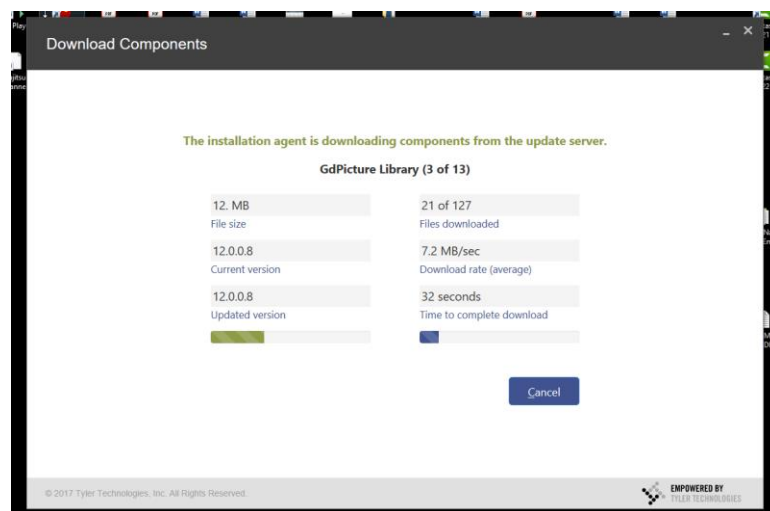 Play
Download Components
The installation agent is downloading components from the update server.
GdPicture Library (3 of 13)
12. MB
21 of 127
File size
Files downloaded
12.0.0.8
7.2 MB/sec
Current version
Download rate (average)
12.0.0.8
32 seconds
Updated version
Time to complete download
Cancel
© 2017 Tyler Technologies, Inc. All Rights Reserved.
EMPOWERED BY
TYLER TECHNOLOGIES